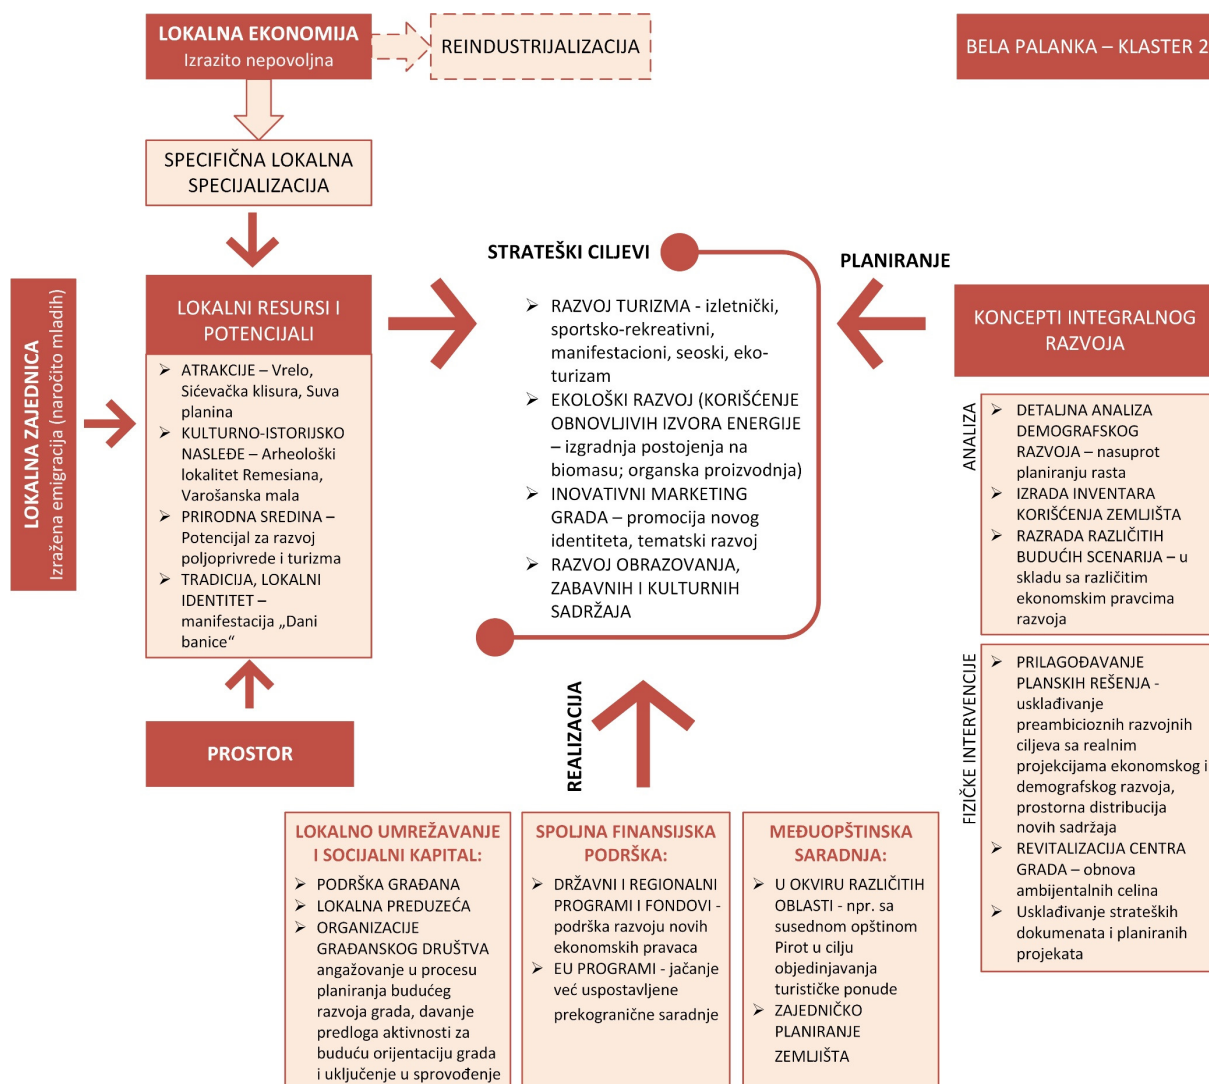 LOKALNA EKONOMIJA
Izrazito nepovoljna
REINDUSTRIJALIZACIJA
BELA PALANKA – KLASTER 2
SPECIFIČNA LOKALNA
SPECIJALIZACIJA
LOKALNA ZAJEDNICA
Izražena emigracija (naročito mladih)
LOKALNI RESURSI I
POTENCIJALI
ATRAKCIJE – Vrelo,
Sićevačka klisura, Suva
planina
KULTURNO-ISTORIJSKO
NASLEĐE – Arheološki
lokalitet Remesiana,
Varošanska mala
PRIRODNA SREDINA –
Potencijal za razvoj
poljoprivrede i turizma
TRADICIJA, LOKALNI
IDENTITET –
manifestacija „Dani
banice“
PROSTOR
STRATEŠKI CILJEVI
RAZVOJ TURIZMA - izletnički,
sportsko-rekreativni,
manifestacioni, seoski, eko-
turizam
EKOLOŠKI RAZVOJ (KORIŠĆENJE
OBNOVLJIVIH IZVORA ENERGIJE
– izgradnja postojenja na
biomasu; organska proizvodnja)
INOVATIVNI MARKETING
GRADA – promocija novog
identiteta, tematski razvoj
RAZVOJ OBRAZOVANJA,
ZABAVNIH I KULTURNIH
SADRŽAJA
PLANIRANJE
KONCEPTI INTEGRALNOG
RAZVOJA
ANALIZA
DETALJNA ANALIZA
DEMOGRAFSKOG
RAZVOJA – nasuprot
planiranju rasta
IZRADA INVENTARA
KORIŠĆENJA ZEMLJIŠTA
RAZRADA RAZLIČITIH
BUDUĆIH SCENARIJA – u
skladu sa različitim
ekonomskim pravcima
razvoja
FIZIČKE INTERVENCIJE
PRILAGOĐAVANJE
PLANSKIH REŠENJA -
usklađivanje
preambicioznih razvojnih
ciljeva sa realnim
projekcijama ekonomskog i
demografskog razvoja,
prostorna distribucija
novih sadržaja
REVITALIZACIJA CENTRA
GRADA – obnova
ambijentalnih celina
Usklađivanje strateških
dokumenata i planiranih
projekata
REALIZACIJA
LOKALNO UMREŽAVANJE
I SOCIJALNI KAPITAL:
PODRŠKA GRAĐANA
LOKALNA PREDUZEĆA
ORGANIZACIJE
GRAĐANSKOG DRUŠTVA
angažovanje u procesu
planiranja budućeg
razvoja grada, davanje
predloga aktivnosti za
buduću orijentaciju grada
i uključenje u sprovođenje
SPOLJNA FINANSIJSKA
PODRŠKA:
DRŽAVNI I REGIONALNI
PROGRAMI I FONDOVI -
podrška razvoju novih
ekonomskih pravaca
EU PROGRAMI - jačanje
već uspostavljene
prekogranične saradnje
MEĐUOPŠTINSKA
SARADNJA:
U OKVIRU RAZLIČITIH
OBLASTI - npr. sa
susednom opštinom
Pirot u cilju
objedinjavanja
turističke ponude
ZAJEDNIČKO
PLANIRANJE
ZEMLJIŠTA